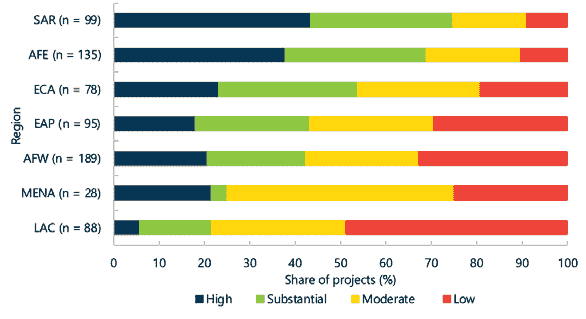 Region
SAR (n = 99)
AFE (n = 135)
ECA (n = 78)
EAP (n = 95)
AFW (n = 189)
MENA (n = 28)
LAC (n = 88)
0 10 20 30 40 50 60 70 80 90 100
Share of projects (%)
High Substantial Moderate Low